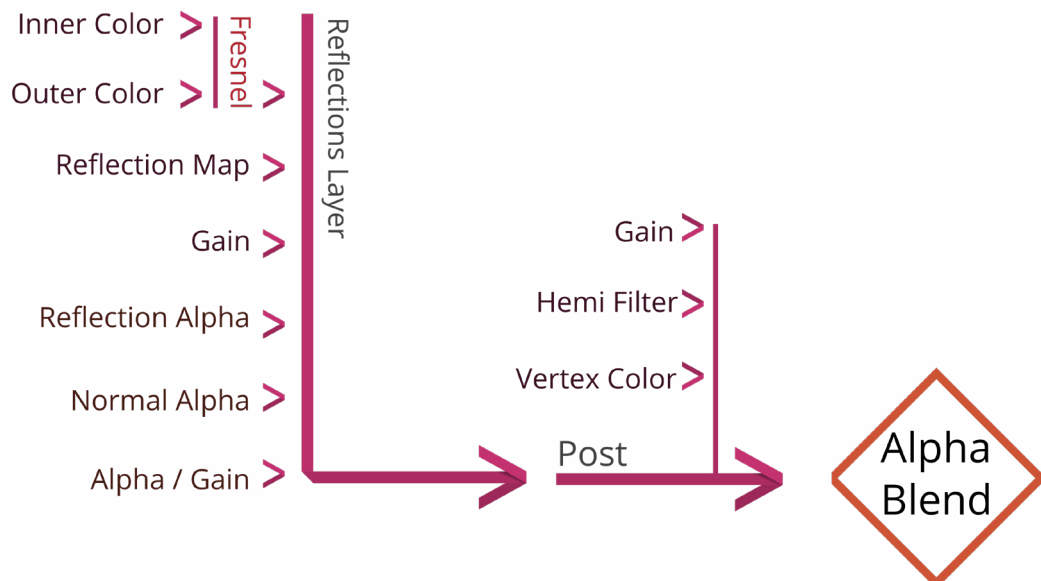 Inner Color
Fresnel
Outer Color
Reflections Layer
Reflection Map
Gain
Reflection Alpha
Normal Alpha
Alpha / Gain
Gain
Hemi Filter
Vertex Color
Post
Alpha
Blend